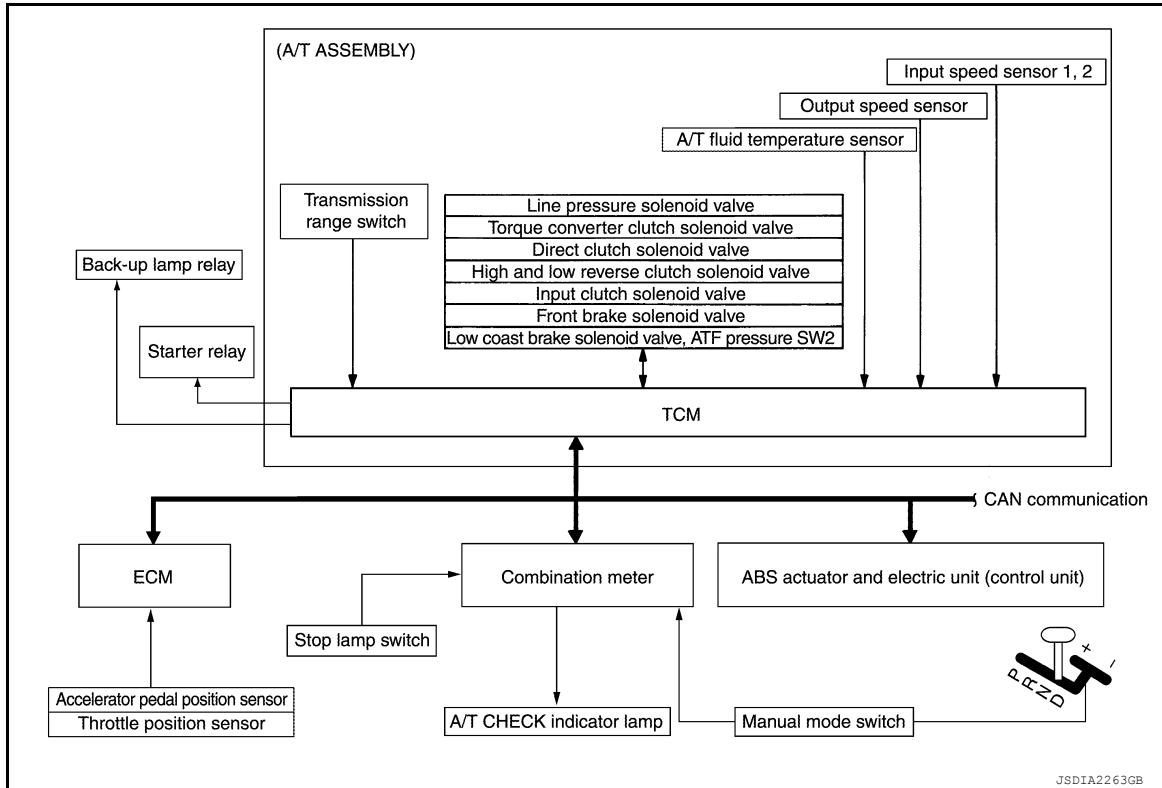 (A/T ASSEMBLY)
Input speed sensor 1, 2
Output speed sensor
A/T fluid temperature sensor
Transmission
range switch
Line pressure solenoid valve
Torque converter clutch solenoid valve
Direct clutch solenoid valve
High and low reverse clutch solenoid valve
Input clutch solenoid valve
Front brake solenoid valve
Low coast brake solenoid valve, ATF pressure SW2
Back-up lamp relay
Starter relay
TCM
CAN communication
ECM
Combination meter
ABS actuator and electric unit (control unit)
Stop lamp switch
+
−
P R N D
Accelerator pedal position sensor
Throttle position sensor
A/T CHECK indicator lamp
Manual mode switch
JSDIA2263GB